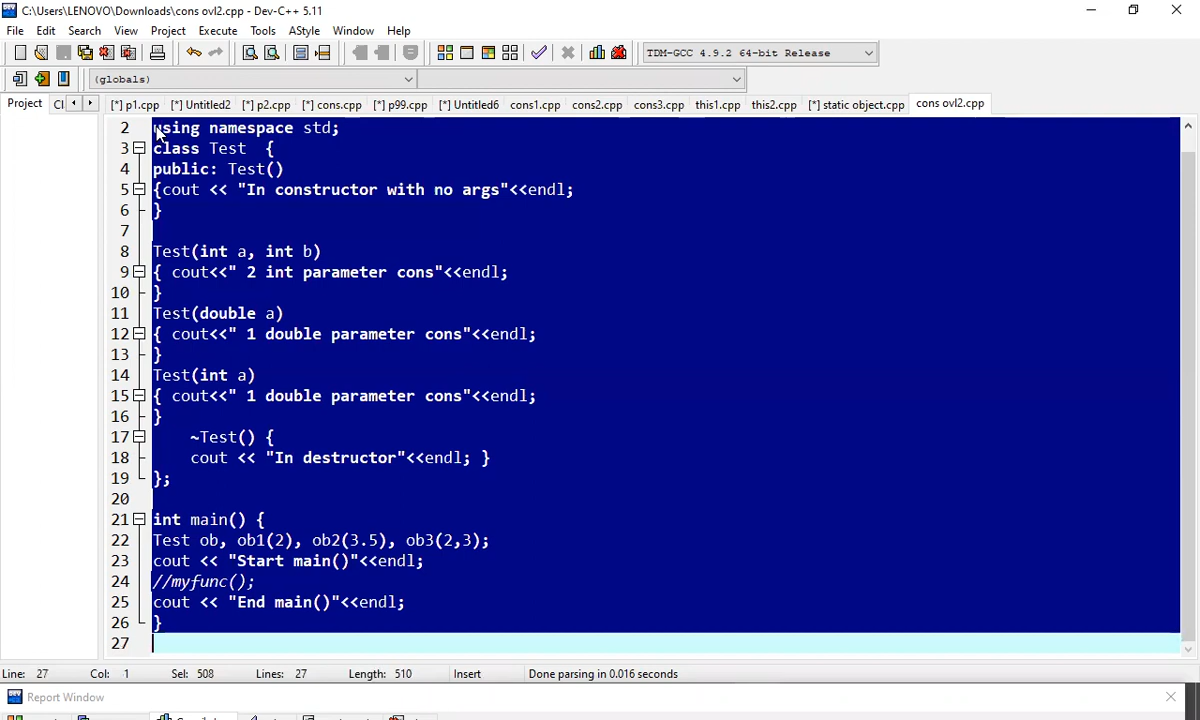 C:\Users\LENOVO\Downloads\cons ovl2.cpp - Dev-C++ 5.11
File Edit Search View Project Execute Tools AStyle Window Help
TDM-GCC 4.9.2 64-bit Release
(globals)
Project Cl [*] p1.cpp [*] Untitled2 [*] p2.cpp [*] cons.cpp [*] p99.cpp [*] Untitled6 cons1.cpp cons2.cpp cons3.cpp this1.cpp this2.cpp [*] static object.cpp cons ovl2.cpp
2 using namespace std;
3 class Test {
4 public: Test()
5 {cout << "In constructor with no args"<<endl;
6 }
7
8 Test(int a, int b)
9 { cout<<" 2 int parameter cons"<<endl;
10 }
11 Test(double a)
12 { cout<<" 1 double parameter cons"<<endl;
13 }
14 Test(int a)
15 { cout<<" 1 double parameter cons"<<endl;
16 }
17 ~Test() {
18 cout << "In destructor"<<endl; }
19 };
20
21 int main() {
22 Test ob, ob1(2), ob2(3.5), ob3(2,3);
23 cout << "Start main()"<<endl;
24 //myfunc();
25 cout << "End main()"<<endl;
26 }
27
Line: 27 Col: 1 Sel: 508 Lines: 27 Length: 510 Insert Done parsing in 0.016 seconds
Report Window